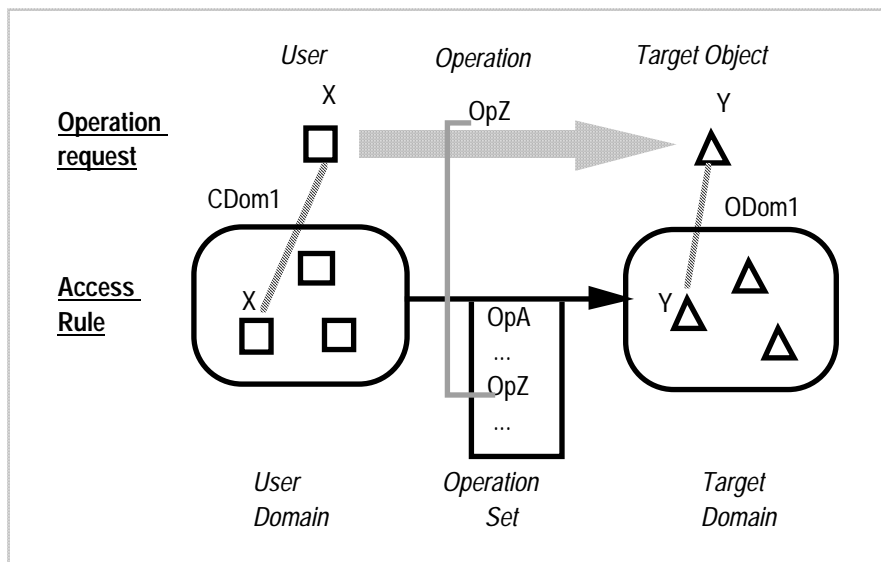 User
Operation
Target Object
X
Y
OpZ
Operation
request
CDom1
ODom1
Access
Rule
X
Y
OpA
...
OpZ
...
User
Domain
Operation
Set
Target
Domain